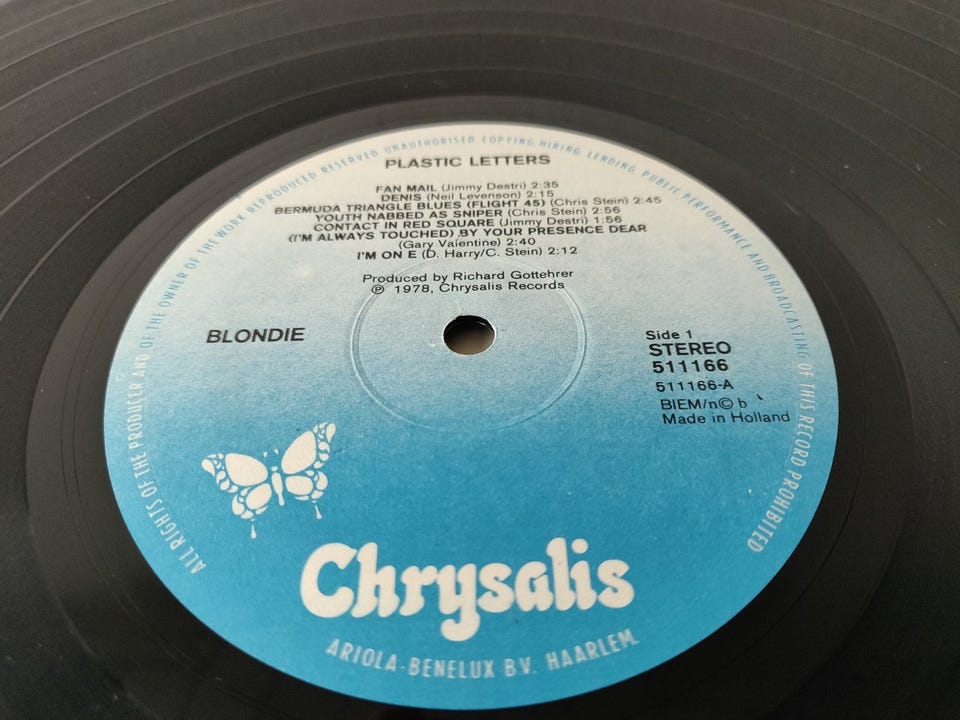 ALL RIGHTS OF THE PRODUCER AND OF THE OWNER OF THE WORK REPRODUCED RESERVED UNAUTHORISED COPYING, HIRING, LENDING, PUBLIC PERFORMANCE AND BROADCASTING OF THIS RECORD PROHIBITED
PLASTIC LETTERS
FAN MAIL (Jimmy Destri) 2:35
DENIS (Neil Levenson) 2:15
BERMUDA TRIANGLE BLUES (FLIGHT 45) (Chris Stein) 2:45
YOUTH NABBED AS SNIPER (Chris Stein) 2:56
CONTACT IN RED SQUARE (Jimmy Destri) 1:56
(I'M ALWAYS TOUCHED) BY YOUR PRESENCE DEAR
(Gary Vaientine) 2:40
I'M ON E (D. Harry/C. Stein) 2:12
Produced by Richard Gottehrer
℗ 1978, Chrysalis Records
BLONDIE
Side 1
STEREO
511166
511166-A
BIEM/n© b
Made in Holland
Chrysalis
ARIOLA-BENELUX B.V. HAARLEM.